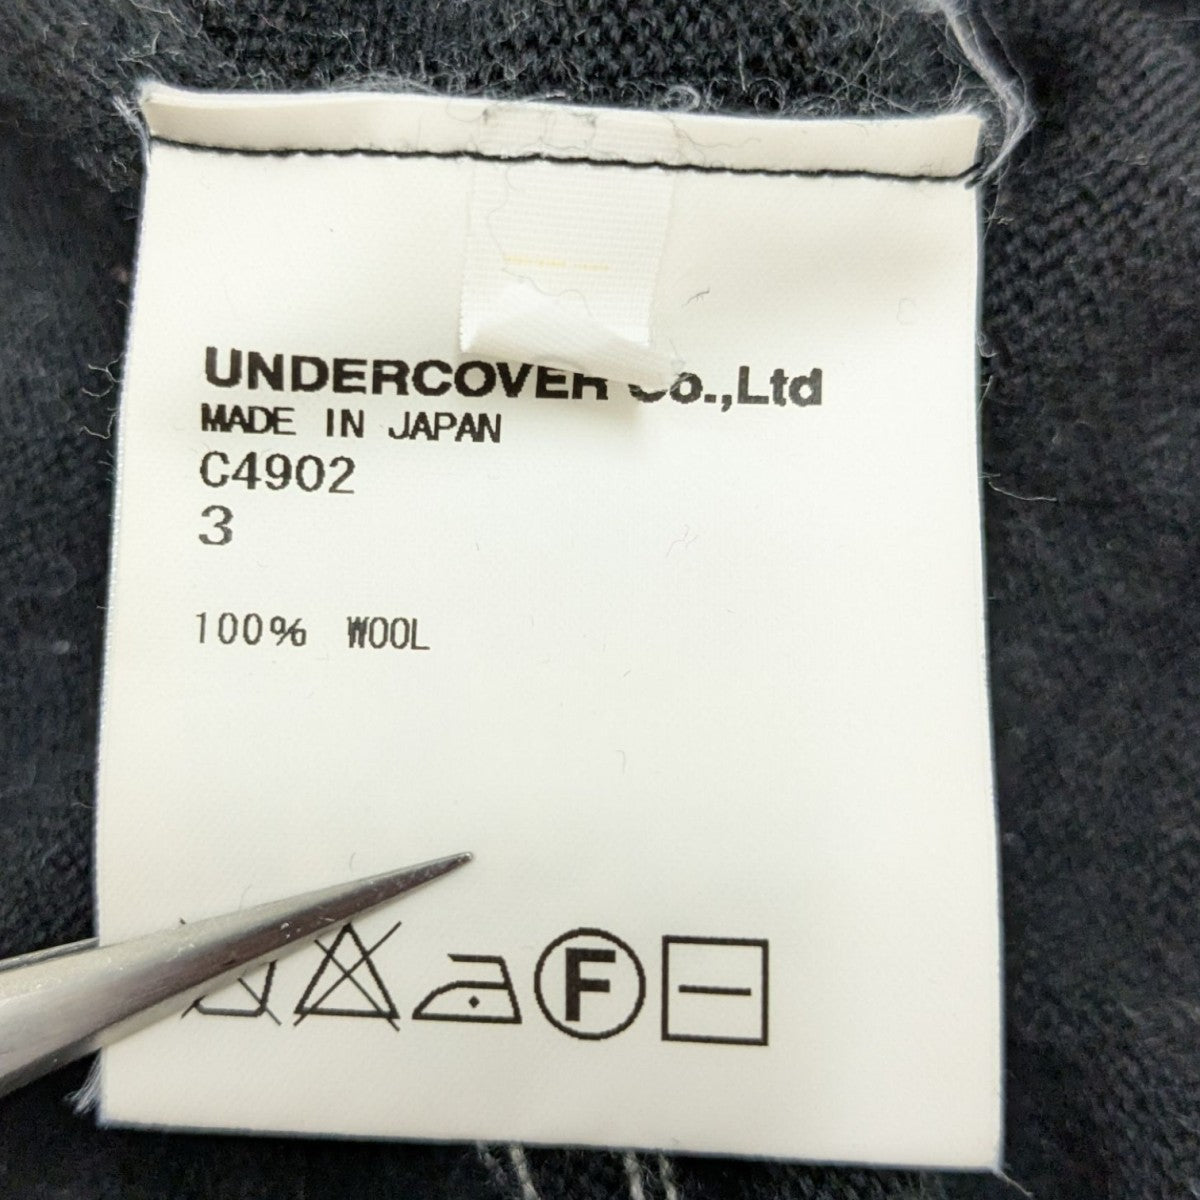 UNDERCOVER Co.,Ltd
MADE IN JAPAN
C4902
3
100% WOOL
F